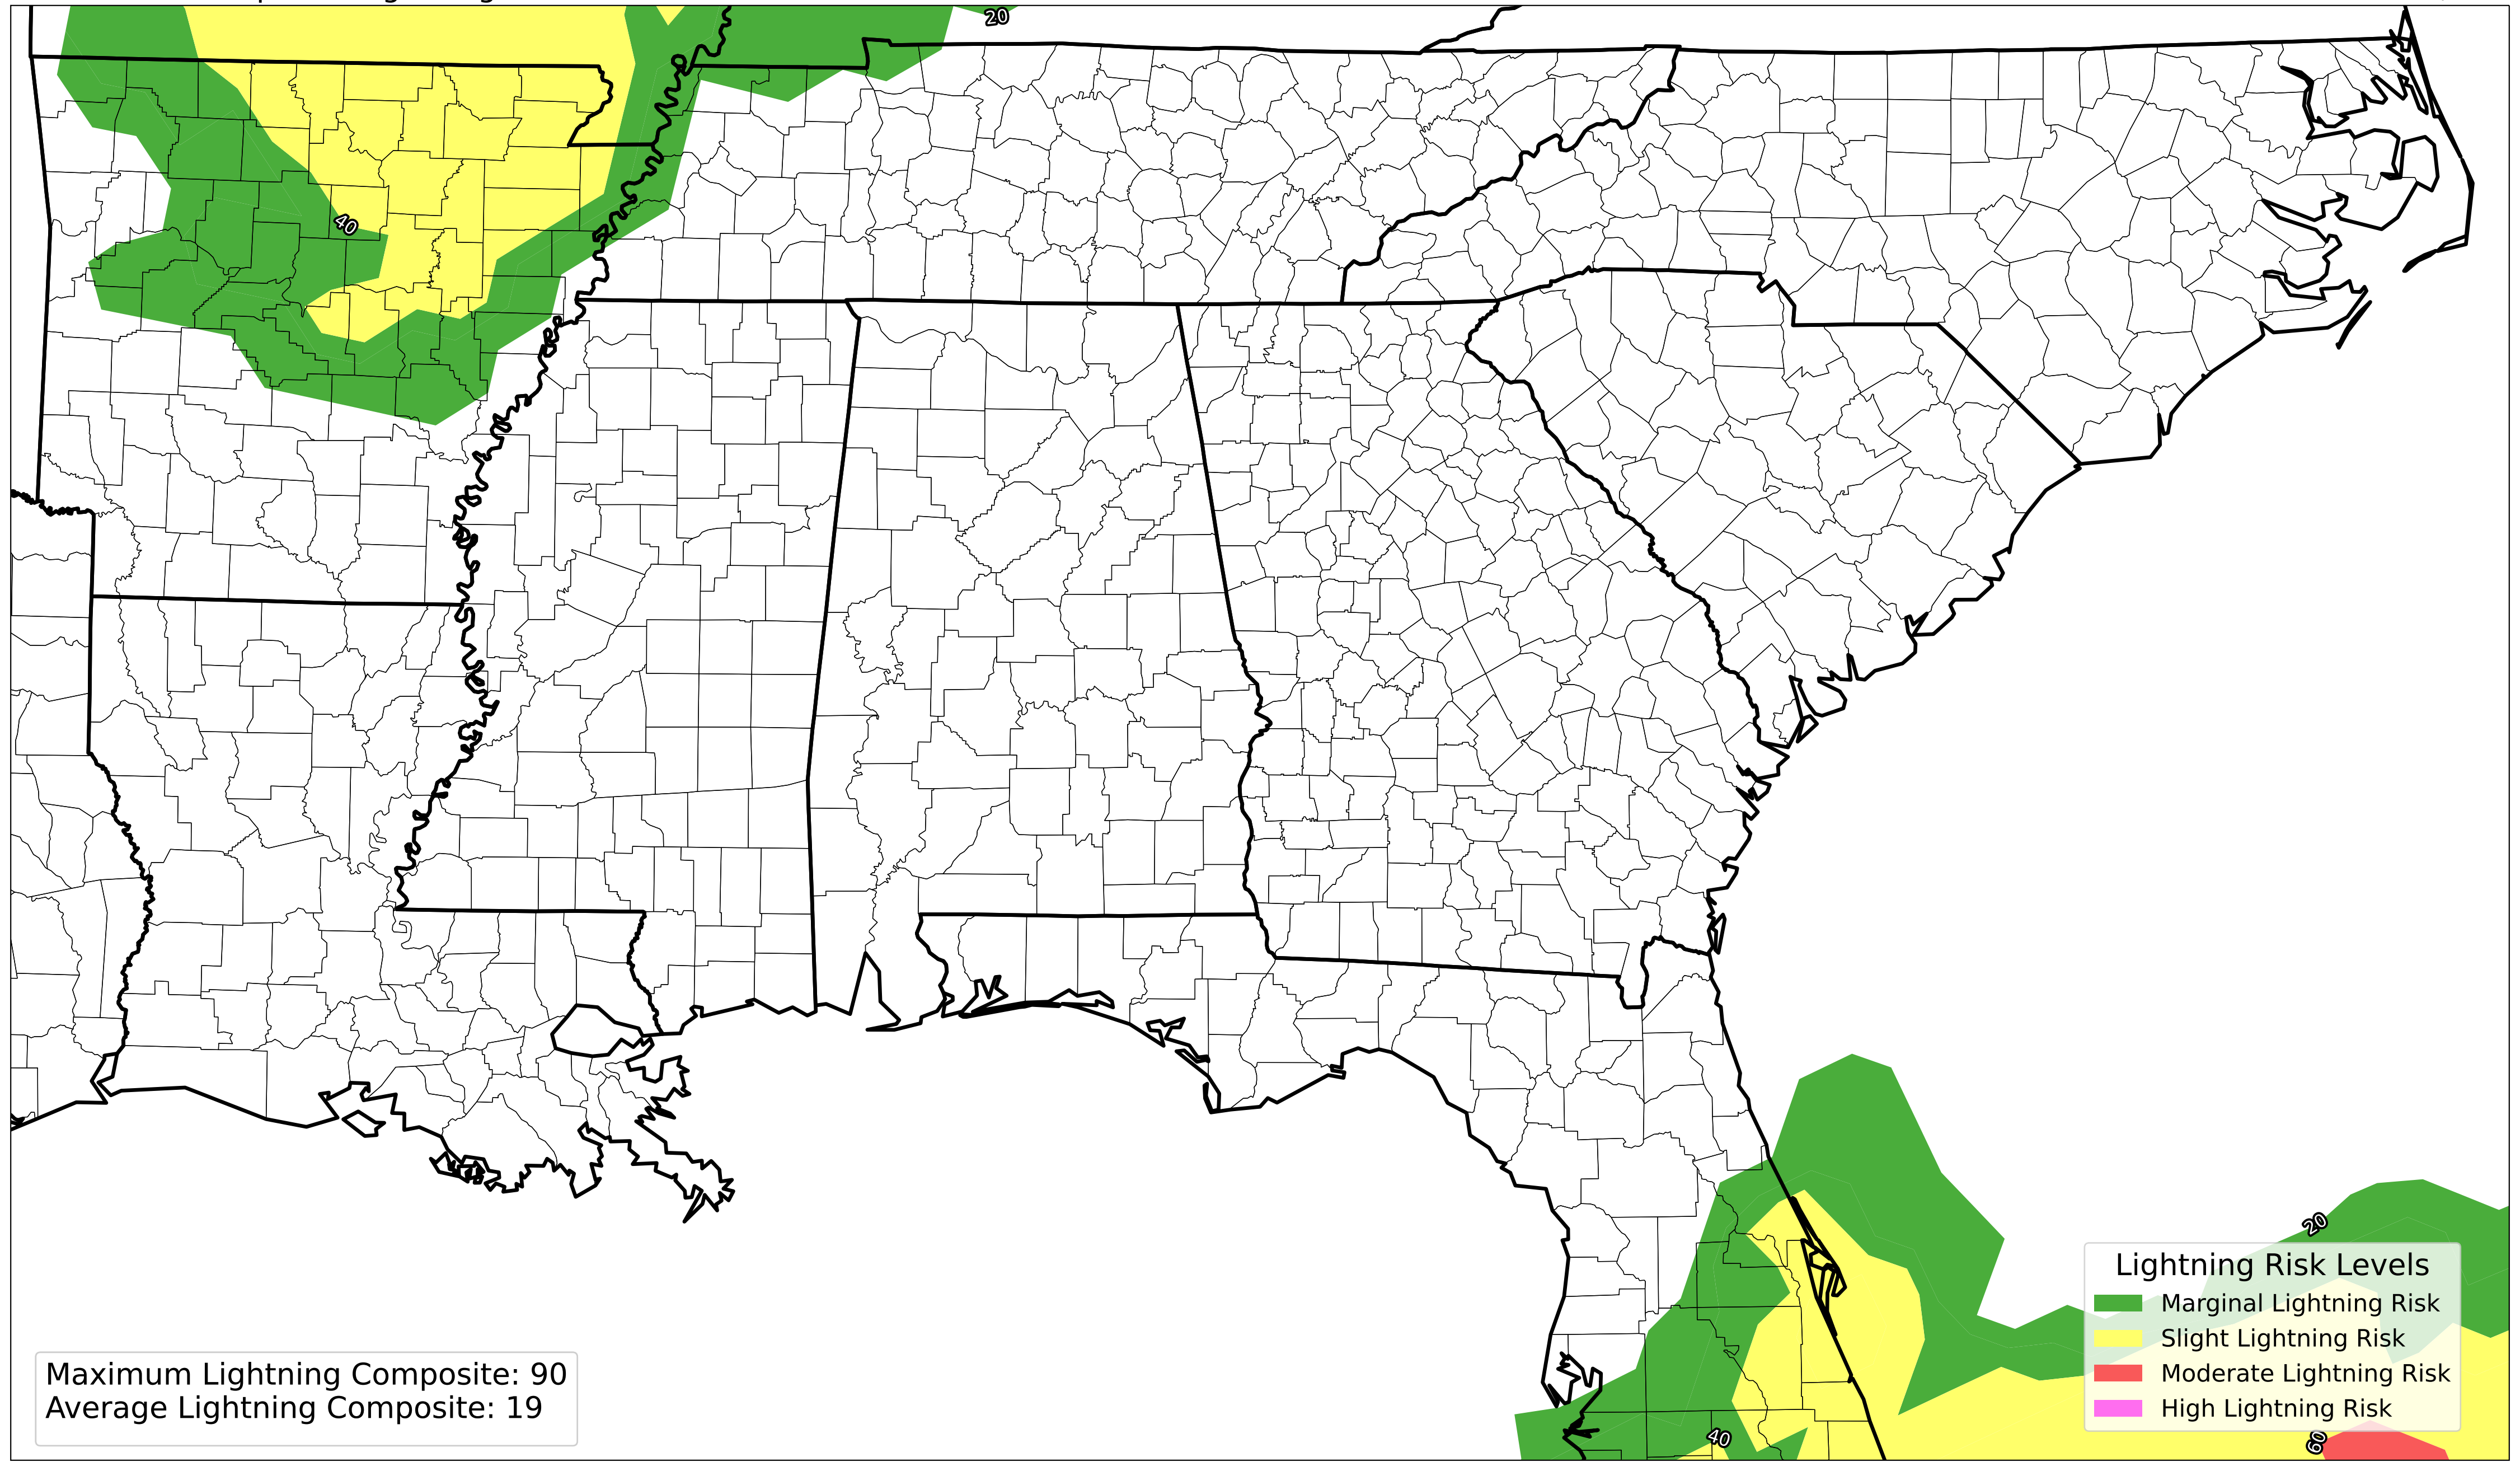 20
40
20
Lightning Risk Levels
Marginal Lightning Risk
Slight Lightning Risk
Moderate Lightning Risk
High Lightning Risk
Maximum Lightning Composite: 90
Average Lightning Composite: 19
40
60